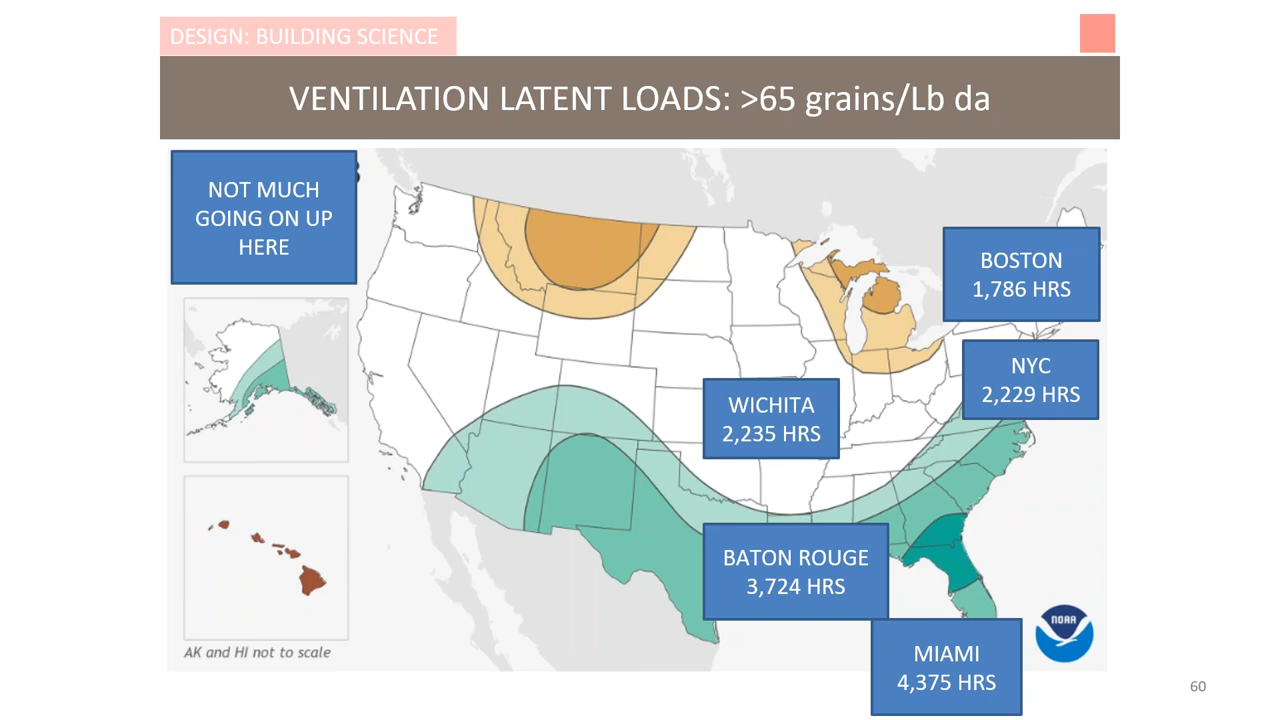 DESIGN: BUILDING SCIENCE
VENTILATION LATENT LOADS: >65 grains/Lb da
NOT MUCH
GOING ON UP
HERE
BOSTON
1,786 HRS
NYC
2,229 HRS
WICHITA
2,235 HRS
BATON ROUGE
3,724 HRS
MIAMI
4,375 HRS
NOAA
AK and HI not to scale
60